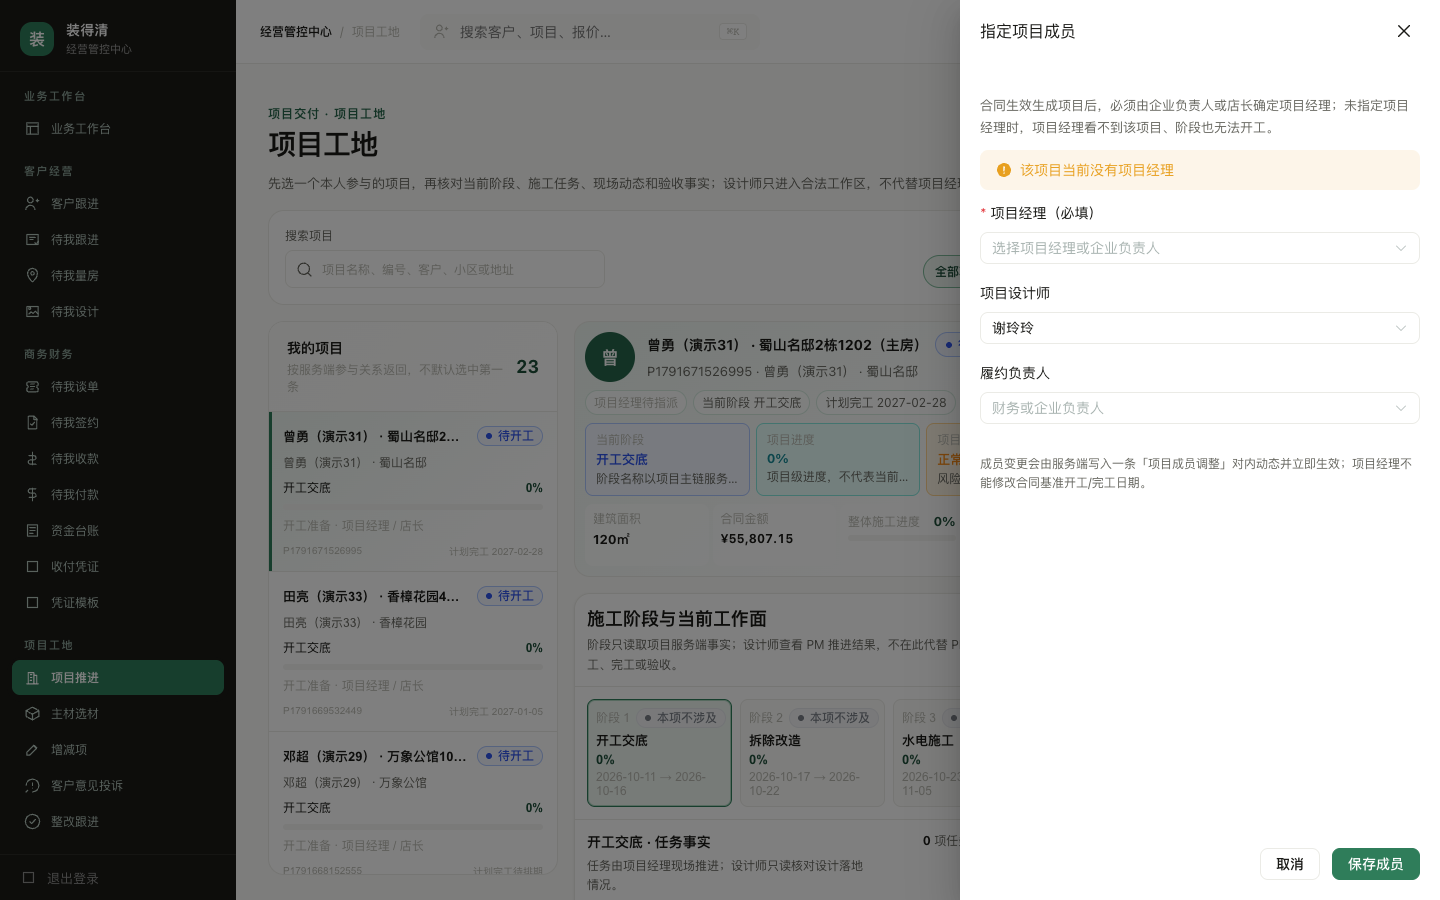 装 装得清
经营管控中心
业务工作台
业务工作台
客户经营
客户跟进
待我跟进
待我量房
待我设计
商务财务
待我谈单
待我签约
待我收款
待我付款
资金台账
收付凭证
凭证模板
项目工地
项目推进
主材选材
增减项
客户意见投诉
整改跟进
退出登录
经营管控中心 / 项目工地
搜索客户、项目、报价... ⌘K
项目交付 · 项目工地
项目工地
先选一个本人参与的项目，再核对当前阶段、施工任务、现场动态和验收事实；设计师只进入合法工作区，不代替项目经
搜索项目
项目名称、编号、客户、小区或地址
全部
我的项目
按服务端参与关系返回，不默认选中第一条
23
曾勇（演示31） · 蜀山名邸2... 待开工
曾勇（演示31） · 蜀山名邸
开工交底 0%
开工准备 · 项目经理 / 店长
P1791671526995 计划完工 2027-02-28
田亮（演示33） · 香樟花园4... 待开工
田亮（演示33） · 香樟花园
开工交底 0%
开工准备 · 项目经理 / 店长
P1791669532449 计划完工 2027-01-05
邓超（演示29） · 万象公馆10... 待开工
邓超（演示29） · 万象公馆
开工交底 0%
开工准备 · 项目经理 / 店长
P1791668152555 计划完工待排期
曾 曾勇（演示31） · 蜀山名邸2栋1202（主房）
P1791671526995 · 曾勇（演示31） · 蜀山名邸
项目经理待指派 当前阶段 开工交底 计划完工 2027-02-28
当前阶段
开工交底
阶段名称以项目主链服务...
项目进度
0%
项目级进度，不代表当前...
项目
正常
风险
建筑面积
120㎡
合同金额
¥55,807.15
整体施工进度 0%
施工阶段与当前工作面
阶段只读取项目服务端事实；设计师查看 PM 推进结果，不在此代替 P
工、完工或验收。
阶段 1 本项不涉及
开工交底
0%
2026-10-11 → 2026-
10-16
阶段 2 本项不涉及
拆除改造
0%
2026-10-17 → 2026-
10-22
阶段 3
水电施工
0%
2026-10-23
11-05
开工交底 · 任务事实 0 项任
任务由项目经理现场推进；设计师只读核对设计落地
情况。
指定项目成员
合同生效生成项目后，必须由企业负责人或店长确定项目经理；未指定项目
经理时，项目经理看不到该项目、阶段也无法开工。
该项目当前没有项目经理
* 项目经理（必填）
选择项目经理或企业负责人
项目设计师
谢玲玲
履约负责人
财务或企业负责人
成员变更会由服务端写入一条「项目成员调整」对内动态并立即生效；项目经理不
能修改合同基准开工/完工日期。
取消 保存成员